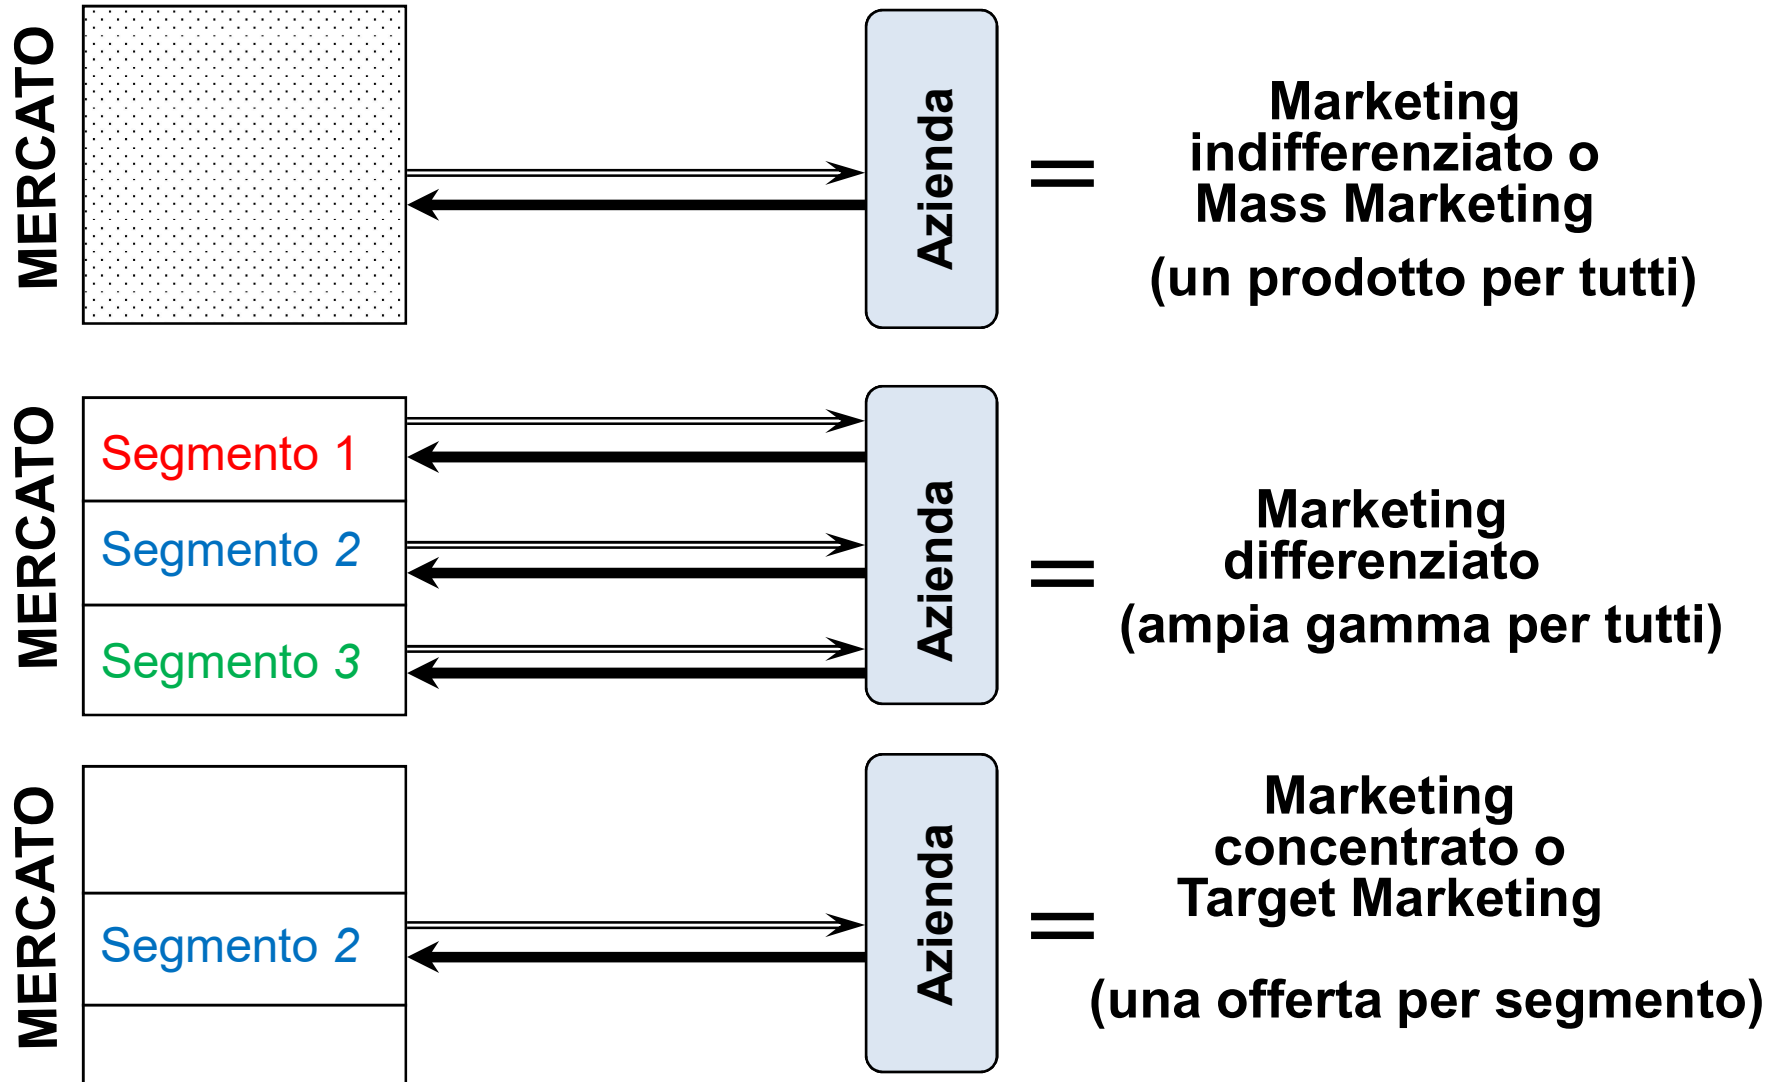 MERCATO
Azienda
=
Marketing
indifferenziato o
Mass Marketing
(un prodotto per tutti)
MERCATO
Segmento 1
Segmento 2
Segmento 3
Azienda
=
Marketing
differenziato
(ampia gamma per tutti)
MERCATO
Segmento 2
Azienda
=
Marketing
concentrato o
Target Marketing
(una offerta per segmento)